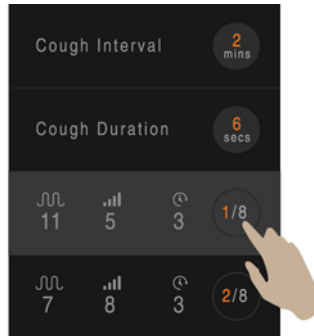 Cough Interval 2 mins
Cough Duration 6 secs
11 5 3 1/8
7 8 3 2/8